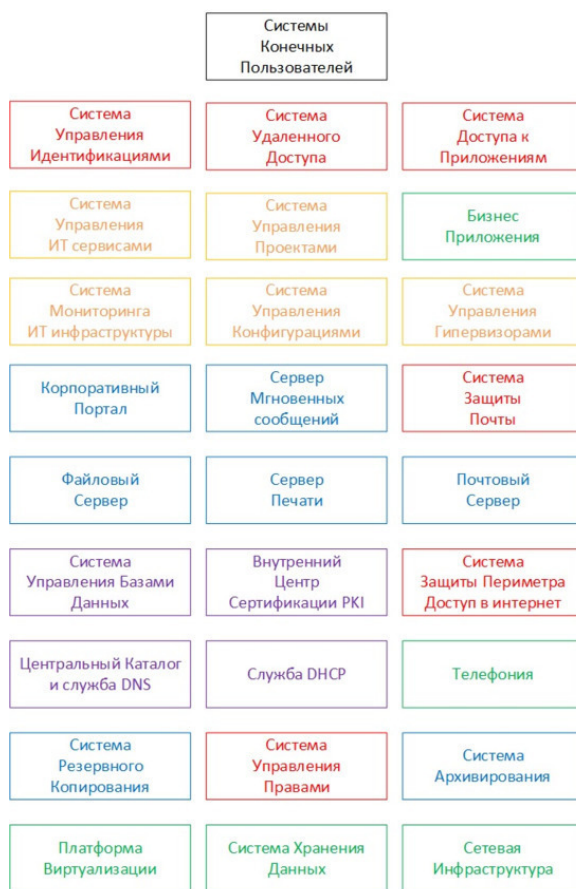 Системы
Конечных
Пользователей
Система
Управления
Идентификациями
Система
Удаленного
Доступа
Система
Доступа к
Приложениям
Система
Управления
ИТ сервисами
Система
Управления
Проектами
Бизнес
Приложения
Система
Мониторинга
ИТ инфраструктуры
Система
Управления
Конфигурациями
Система
Управления
Гипервизорами
Корпоративный
Портал
Сервер
Мгновенных
сообщений
Система
Защиты
Почты
Файловый
Сервер
Сервер
Печати
Почтовый
Сервер
Система
Управления Базами
Данных
Внутренний
Центр
Сертификации PKI
Система
Защиты Периметра
Доступ в интернет
Центральный Каталог
и служба DNS
Служба DHCP
Телефония
Система
Резервного
Копирования
Система
Управления
Правами
Система
Архивирования
Платформа
Виртуализации
Система Хранения
Данных
Сетевая
Инфраструктура